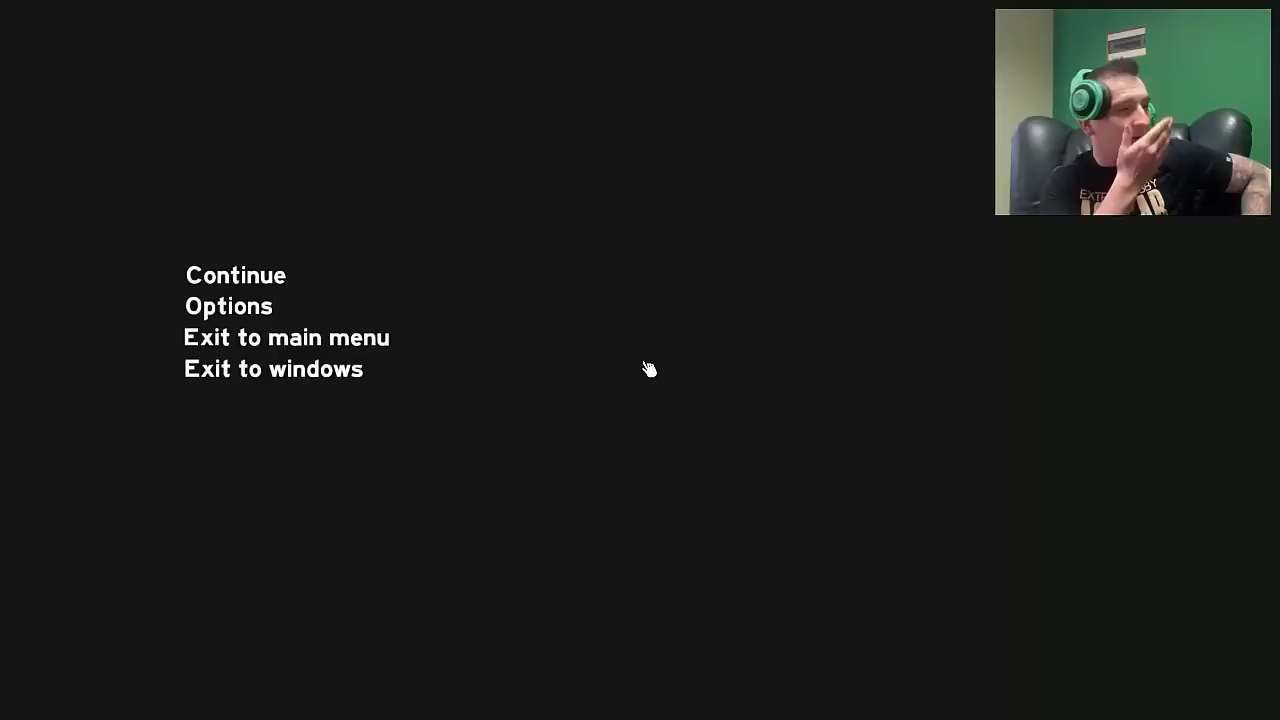 Continue
Options
Exit to main menu
Exit to windows